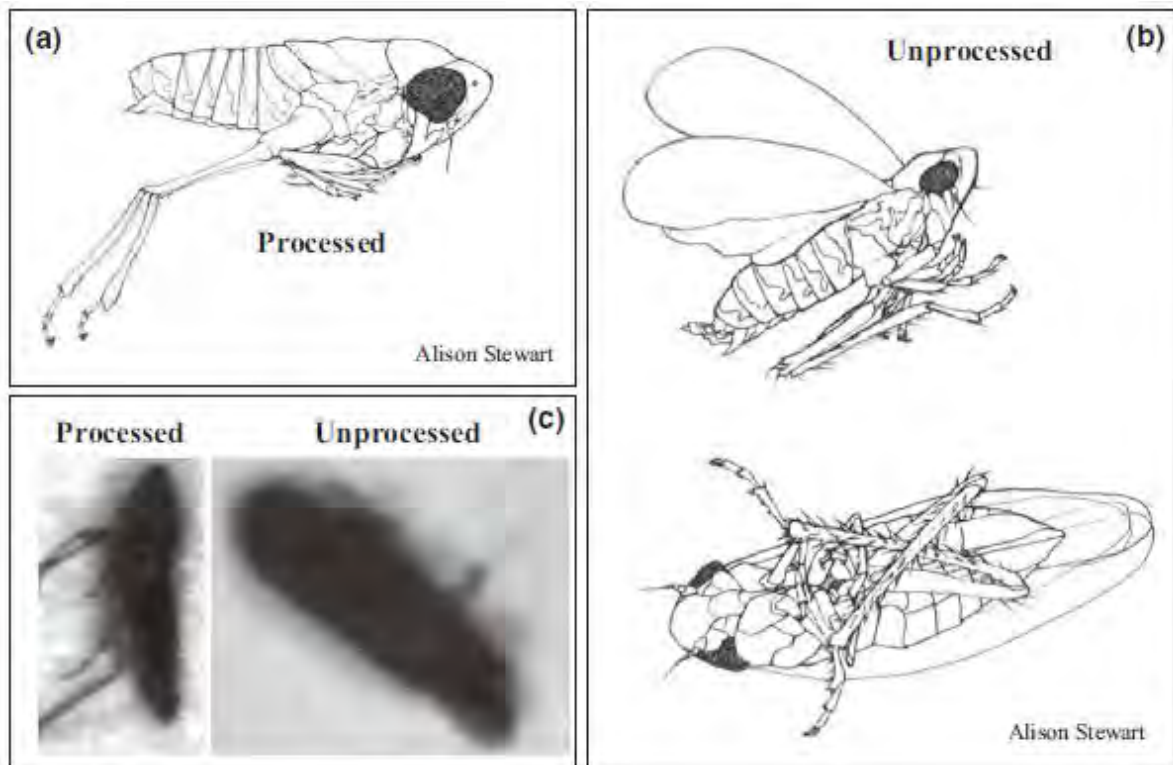 (a)
Processed
Alison Stewart
(b)
Unprocessed
Alison Stewart
(c)
Processed
Unprocessed